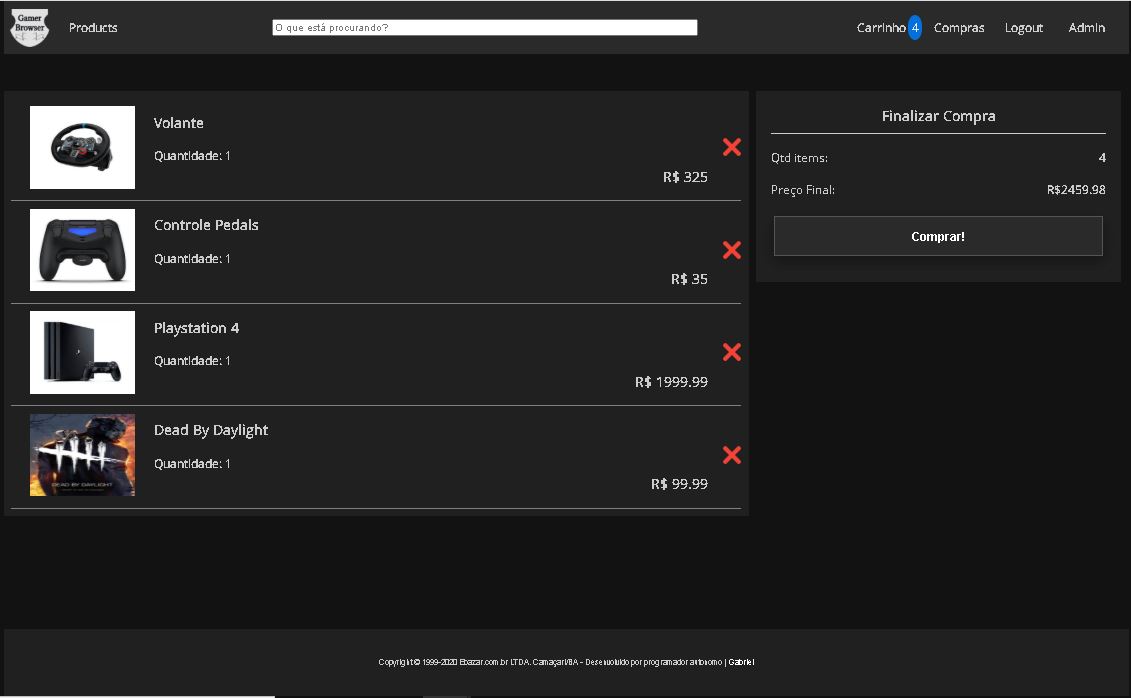 Gamer
Browser
Products
O que está procurando?
Carrinho 4
Compras
Logout
Admin
Volante
Quantidade: 1
R$ 325
Controle Pedals
Quantidade: 1
R$ 35
Playstation 4
Quantidade: 1
R$ 1999.99
Dead By Daylight
Quantidade: 1
R$ 99.99
DEAD BY DAYLIGHT
Finalizar Compra
Qtd items: 4
Preço Final: R$2459.98
Comprar!
Copyright © 1999-2020 Ebazar.com.br LTDA. Camaçari/BA - Desenvolvido por programador autonomo | Gabriel